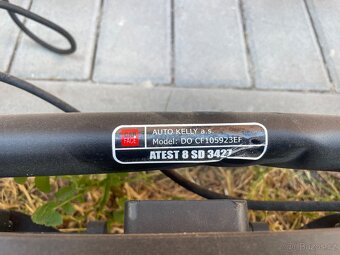 AUTO KELLY a.s.
Model: DO CF105923EF
ATEST 8 SD 3427